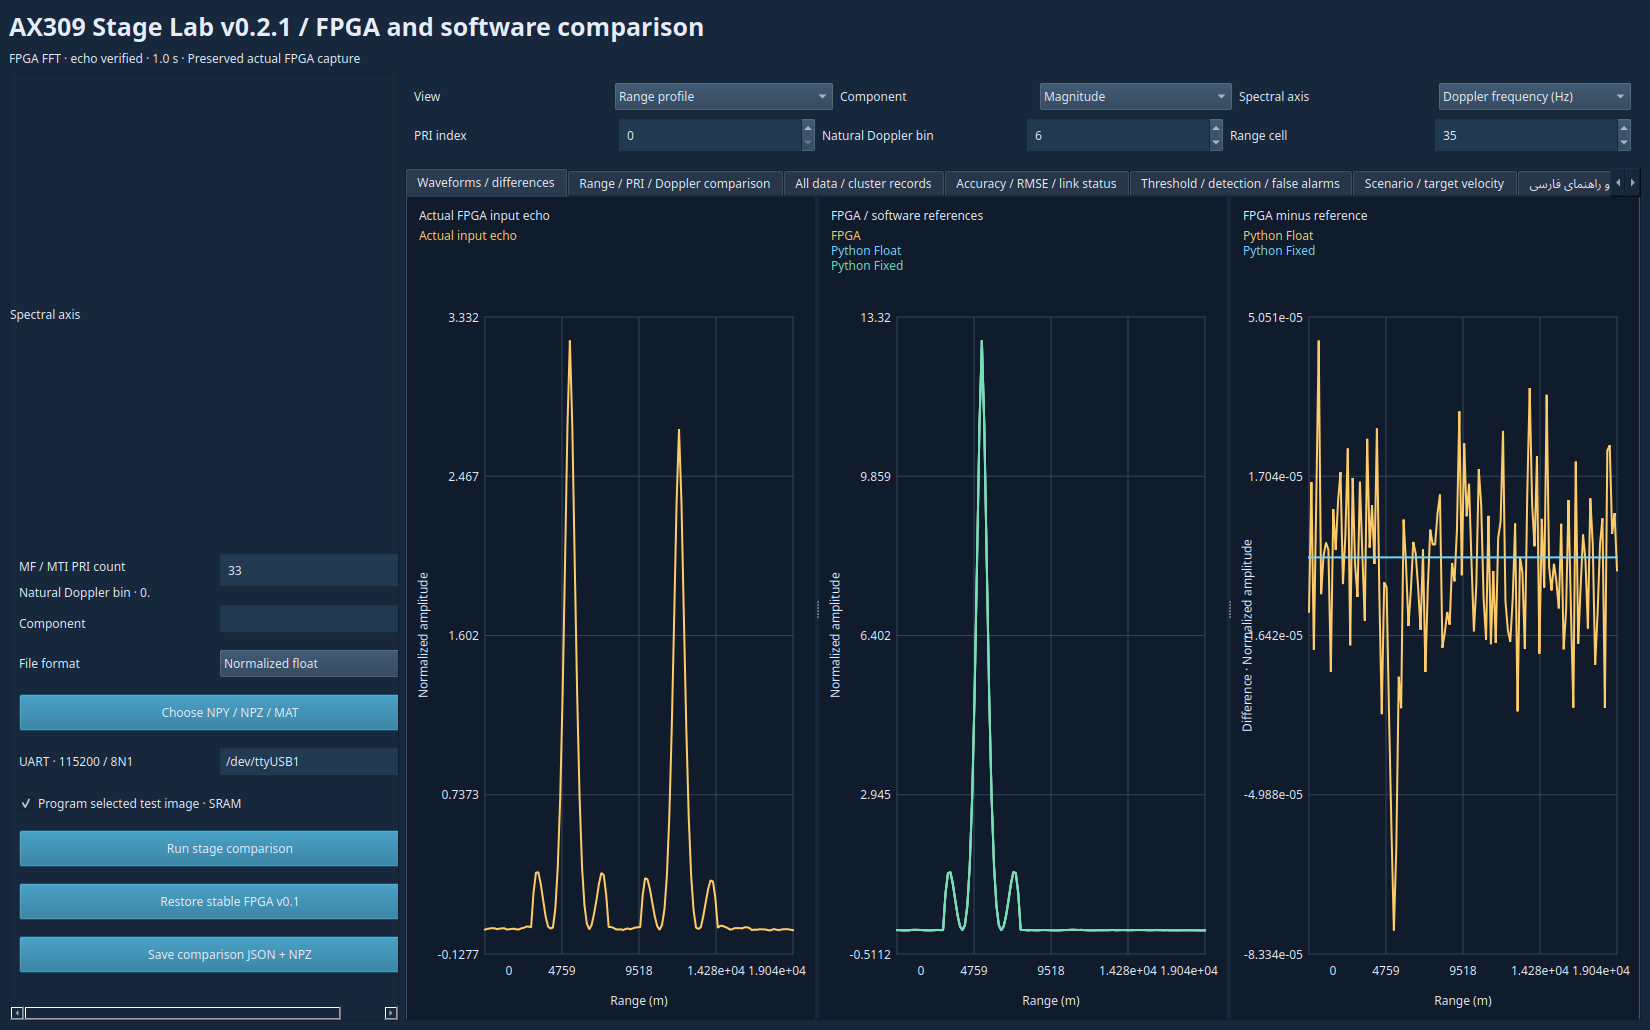 AX309 Stage Lab v0.2.1 / FPGA and software comparison
FPGA FFT · echo verified · 1.0 s · Preserved actual FPGA capture
View
Range profile
Component
Magnitude
Spectral axis
Doppler frequency (Hz)
PRI index
0
Natural Doppler bin
6
Range cell
35
Waveforms / differences
Range / PRI / Doppler comparison
All data / cluster records
Accuracy / RMSE / link status
Threshold / detection / false alarms
Scenario / target velocity
و راهنمای فارسی
Spectral axis
MF / MTI PRI count
33
Natural Doppler bin · 0.
Component
File format
Normalized float
Choose NPY / NPZ / MAT
UART · 115200 / 8N1
/dev/ttyUSB1
Program selected test image · SRAM
Run stage comparison
Restore stable FPGA v0.1
Save comparison JSON + NPZ
Actual FPGA input echo
Actual input echo
3.332
2.467
1.602
0.7373
-0.1277
Normalized amplitude
0
4759
9518
1.428e+04
1.904e+04
Range (m)
FPGA / software references
FPGA
Python Float
Python Fixed
13.32
9.859
6.402
2.945
-0.5112
Normalized amplitude
0
4759
9518
1.428e+04
1.904e+04
Range (m)
FPGA minus reference
Python Float
Python Fixed
5.051e-05
1.704e-05
.642e-05
-4.988e-05
-8.334e-05
Difference · Normalized amplitude
0
4759
9518
1.428e+04
1.904e+04
Range (m)